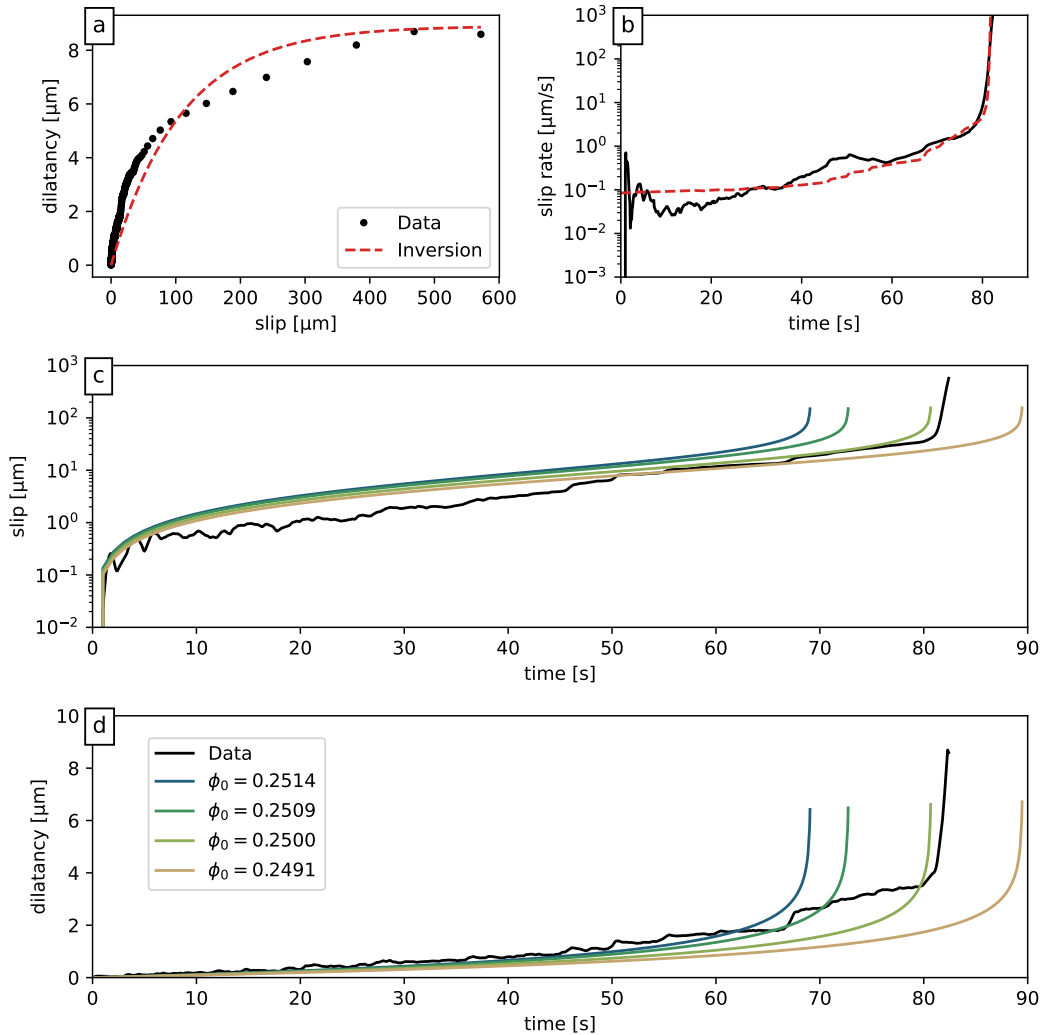 a
dilatancy [μm]
8
6
4
2
0
Data
Inversion
0 100 200 300 400 500 600
slip [μm]
b
slip rate [μm/s]
10³
10²
10¹
10⁰
10⁻¹
10⁻²
10⁻³
0 20 40 60 80
time [s]
c
slip [μm]
10³
10²
10¹
10⁰
10⁻¹
10⁻²
0 10 20 30 40 50 60 70 80 90
time [s]
d
dilatancy [μm]
10
8
6
4
2
0
Data
ϕ₀ = 0.2514
ϕ₀ = 0.2509
ϕ₀ = 0.2500
ϕ₀ = 0.2491
0 10 20 30 40 50 60 70 80 90
time [s]